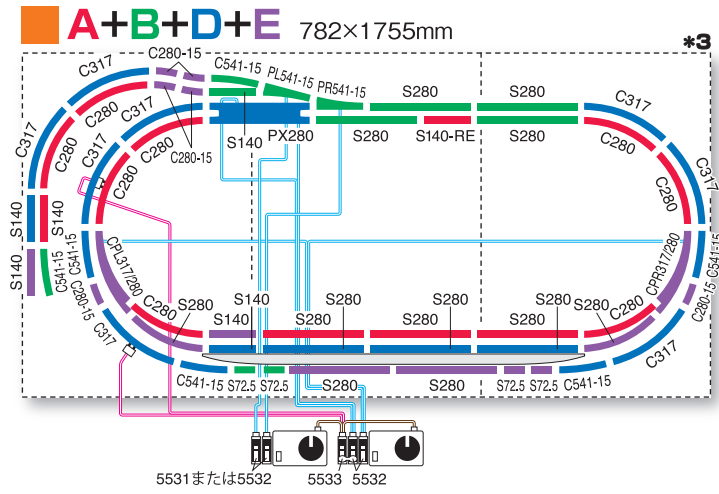 A+B+D+E 782×1755mm
*3
C317
C280-15
C541-15
PL541-15
PR541-15
S280
S280
C317
C280
C317
C280
C280-15
S140
PX280
S280
S140-RE
S280
C280
C317
C280
C317
C280
S140
S140
S140
C541-15
C541-15
C280-15
CPL317/280
CPR317/280
C541-15
C280-15
C280
S280
S140
S140
S280
S280
S280
S280
S280
S280
S280
S280
C280
C317
C317
C541-15
S72.5
S72.5
S280
S280
S72.5
S72.5
C541-15
5531または5532
5533
5532